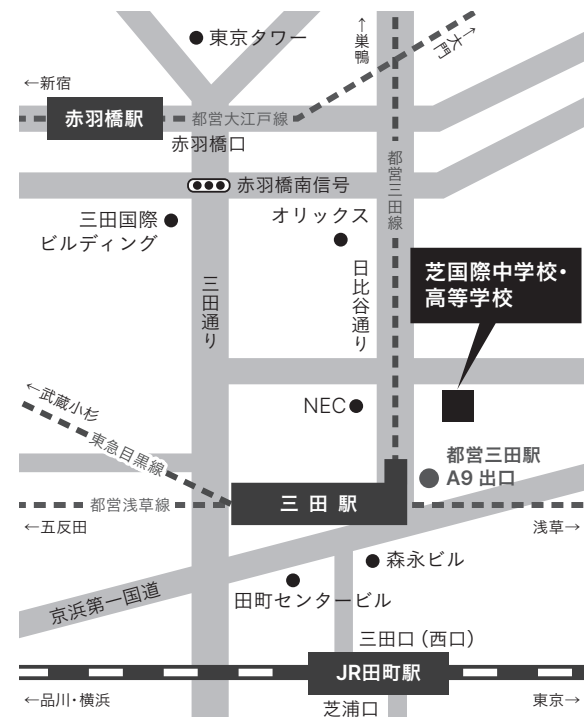 東京タワー
←巣鴨
←大門
←新宿
赤羽橋駅
都営大江戸線
赤羽橋口
都営三田線
赤羽橋南信号
三田国際
ビルディング
オリックス
芝国際中学校・
高等学校
三田通り
日比谷通り
←武蔵小杉
東急目黒線
NEC
都営三田駅
A9 出口
都営浅草線
三田駅
←五反田
浅草→
森永ビル
京浜第一国道
田町センタービル
三田口（西口）
JR田町駅
←品川・横浜
東京→
芝浦口